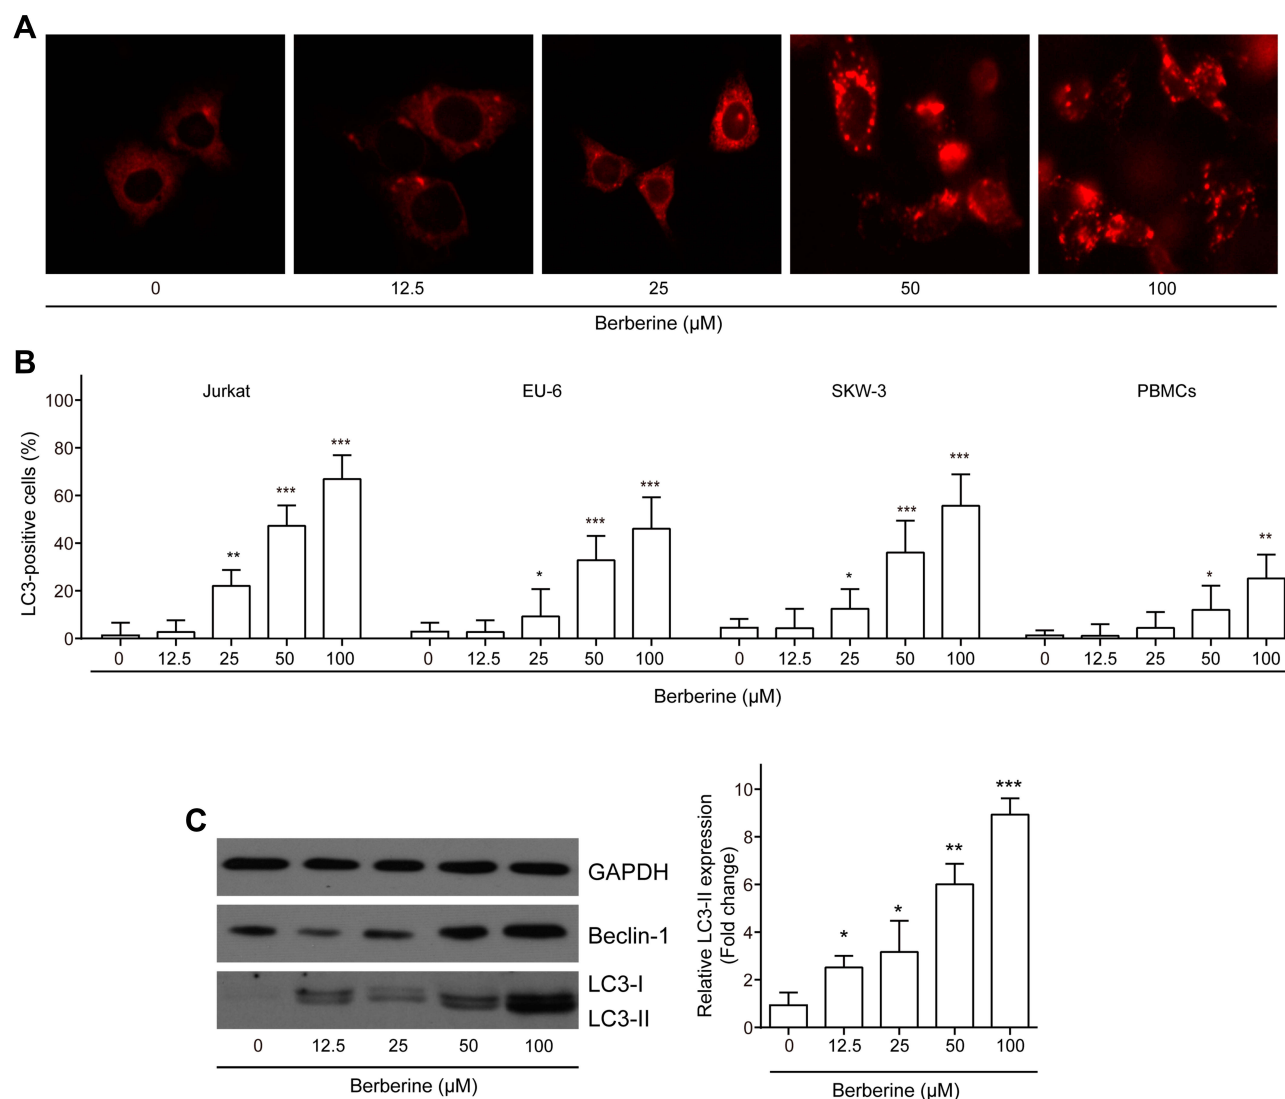 A
0 12.5 25 50 100
Berberine (µM)
B
Jurkat EU-6 SKW-3 PBMCs
LC3-positive cells (%)
100
80
60
40
20
0
*** ** *** *** * *** *** * *** *** * **
0 12.5 25 50 100 0 12.5 25 50 100 0 12.5 25 50 100 0 12.5 25 50 100
Berberine (µM)
C
GAPDH
Beclin-1
LC3-I
LC3-II
0 12.5 25 50 100
Berberine (µM)
Relative LC3-II expression
(Fold change)
10
8
6
4
2
0
* * ** ***
0 12.5 25 50 100
Berberine (µM)